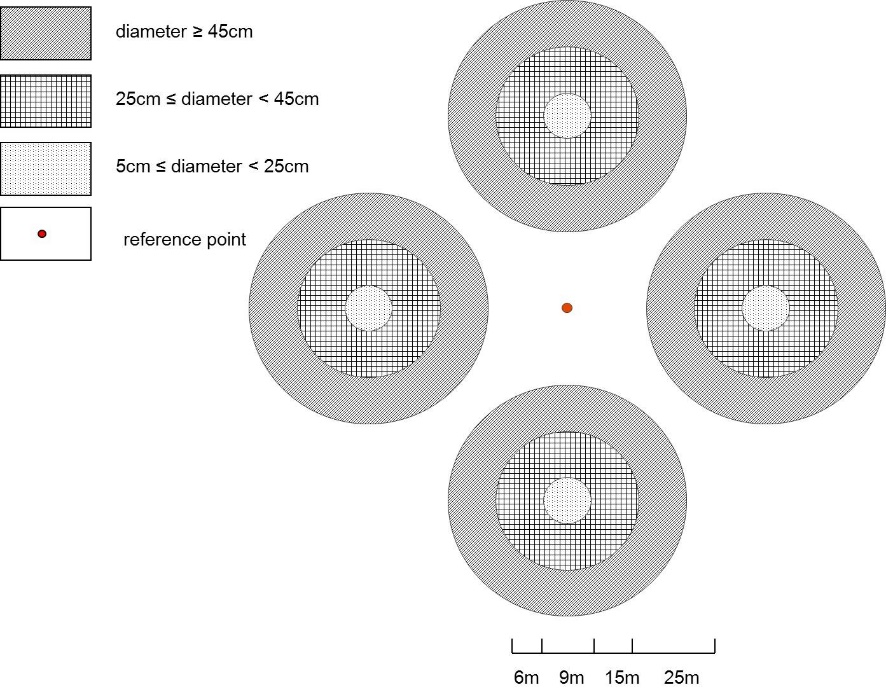 diameter ≥ 45cm
25cm ≤ diameter < 45cm
5cm ≤ diameter < 25cm
reference point
6m 9m 15m 25m